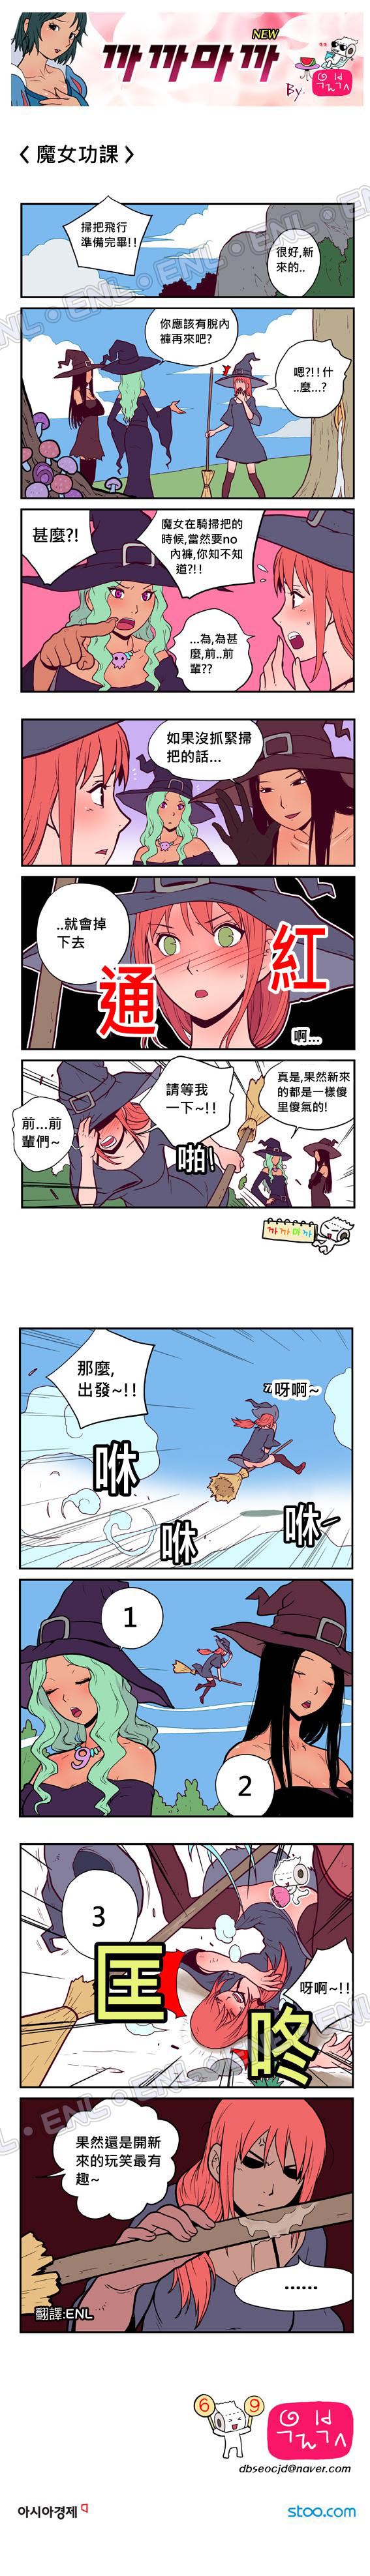 NEW
까까마까
By.
〈 魔女功課 〉
掃把飛行
準備完畢!!
很好,新
來的..
你應該有脫內
褲再來吧?
嗯?!!什
..麼...?
甚麼?!
魔女在騎掃把的
時候,當然要no
內褲,你知不知
道?!!
...為,為甚
麼,前..前
輩??
如果沒抓緊掃
把的話...
..就會掉
下去
通
紅
啊...
前...前
輩們~
請等我
一下~!!
真是,果然新來
的都是一樣傻
里傻氣的!
啪!
까까마까
那麼,
出發~!!
呀啊~
咻
咻
咻
1
2
3
匡
咚
呀啊~!!
ENL
果然還是開新
來的玩笑最有
趣~
......
翻譯:ENL
6 9
dbseocjd@naver.com
아시아경제
stoo.com